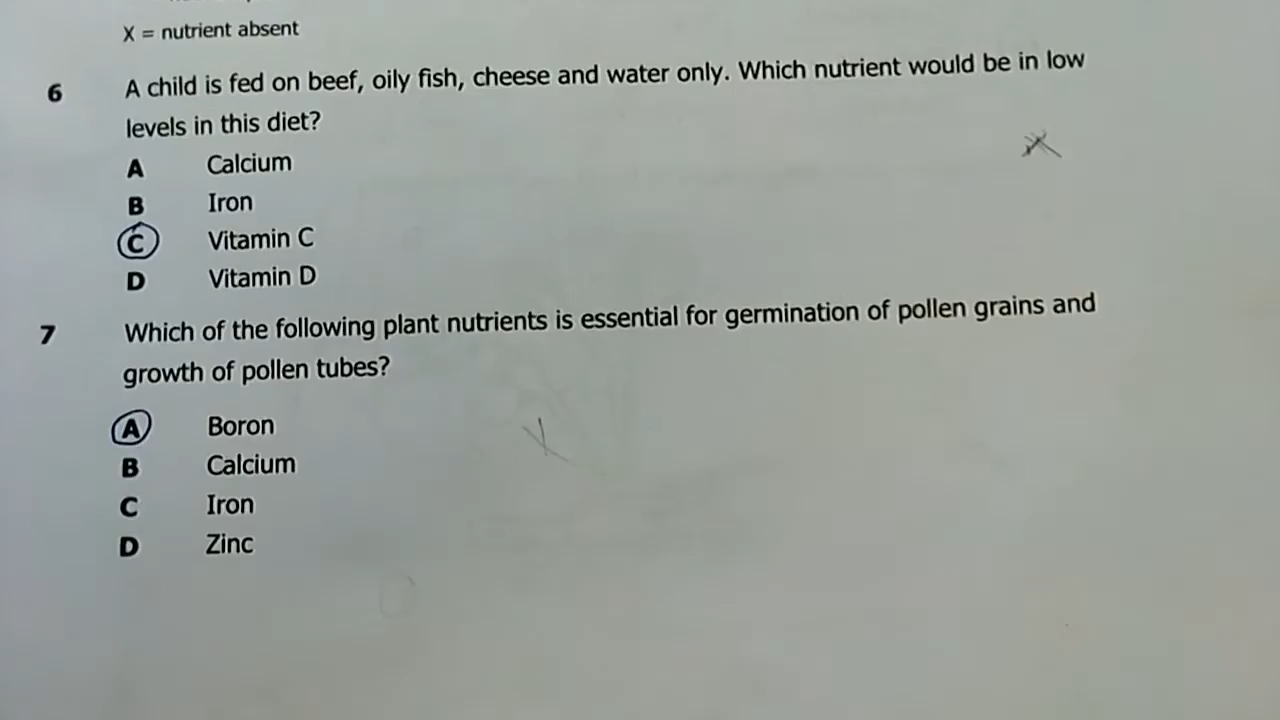 X = nutrient absent
6 A child is fed on beef, oily fish, cheese and water only. Which nutrient would be in low
levels in this diet?
A Calcium
B Iron
C Vitamin C
D Vitamin D
7 Which of the following plant nutrients is essential for germination of pollen grains and
growth of pollen tubes?
A Boron
B Calcium
C Iron
D Zinc